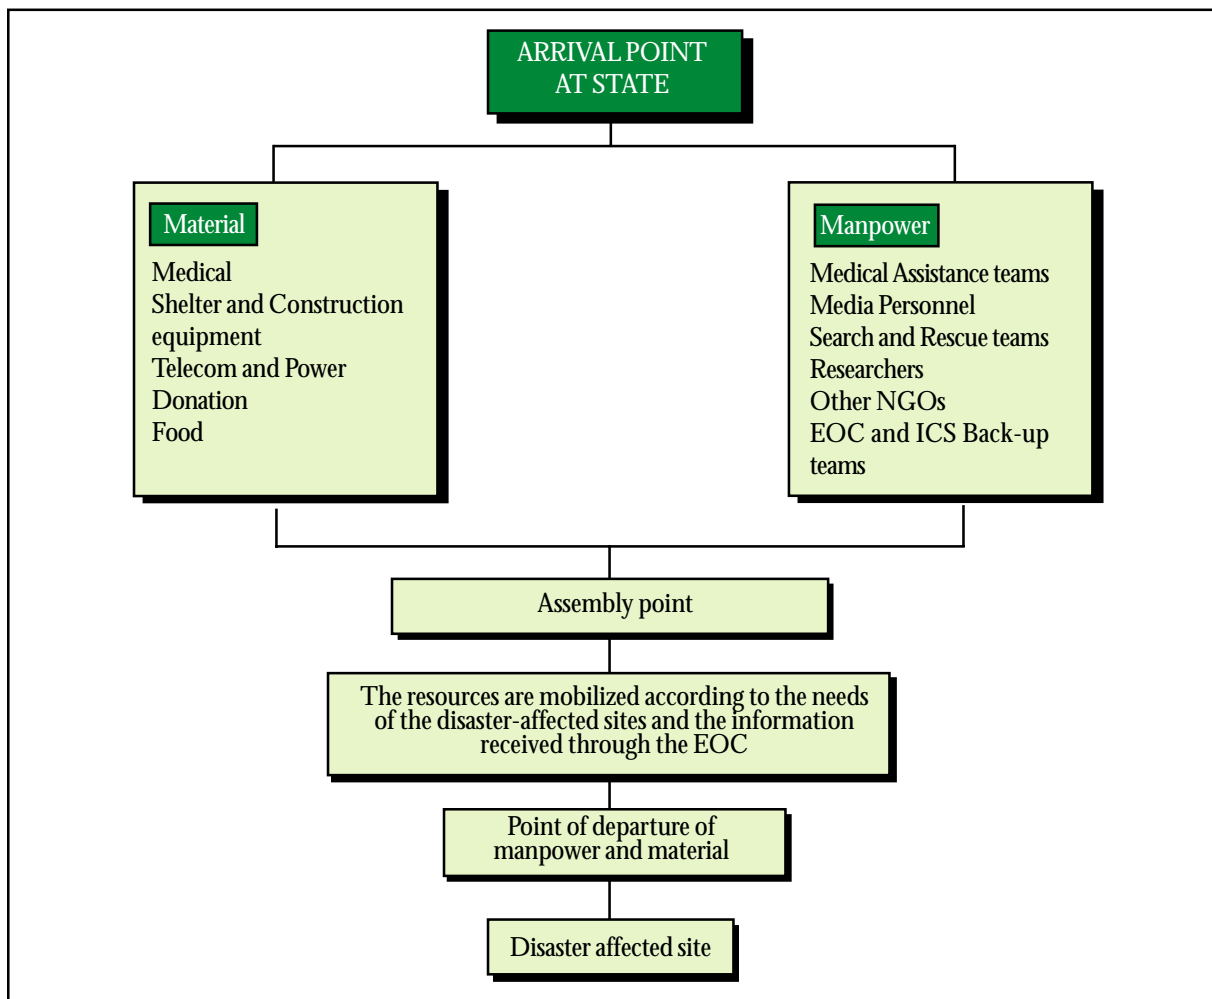 ARRIVAL POINT
AT STATE
Material
Medical
Shelter and Construction
equipment
Telecom and Power
Donation
Food
Manpower
Medical Assistance teams
Media Personnel
Search and Rescue teams
Researchers
Other NGOs
EOC and ICS Back-up
teams
Assembly point
The resources are mobilized according to the needs
of the disaster-affected sites and the information
received through the EOC
Point of departure of
manpower and material
Disaster affected site